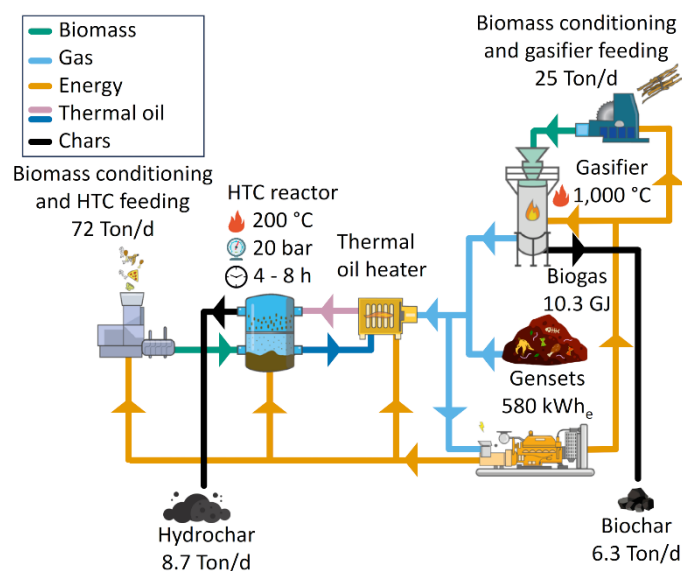 Biomass
Gas
Energy
Thermal oil
Chars
Biomass conditioning
and gasifier feeding
25 Ton/d
Biomass conditioning
and HTC feeding
72 Ton/d
HTC reactor
200 °C
20 bar
4 - 8 h
Thermal
oil heater
Gasifier
1,000 °C
Biogas
10.3 GJ
Gensets
580 kWhₑ
Hydrochar
8.7 Ton/d
Biochar
6.3 Ton/d